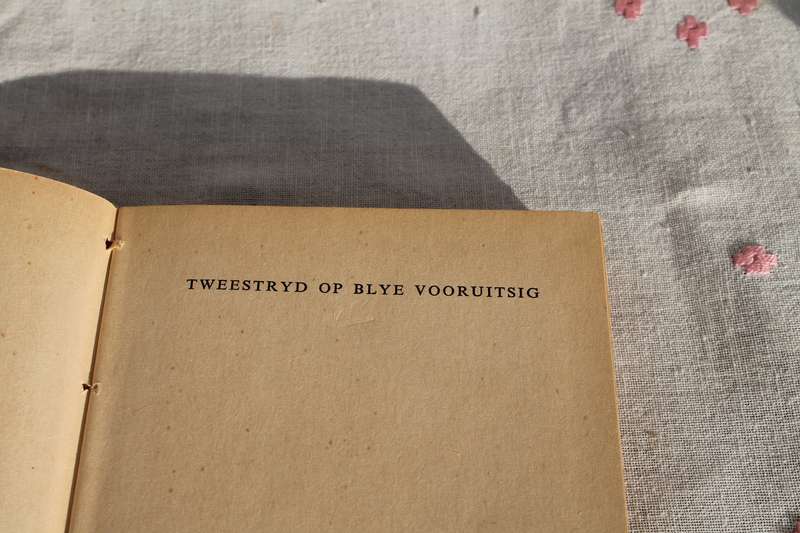 TWEESTRYD OP BLYE VOORUITSIG